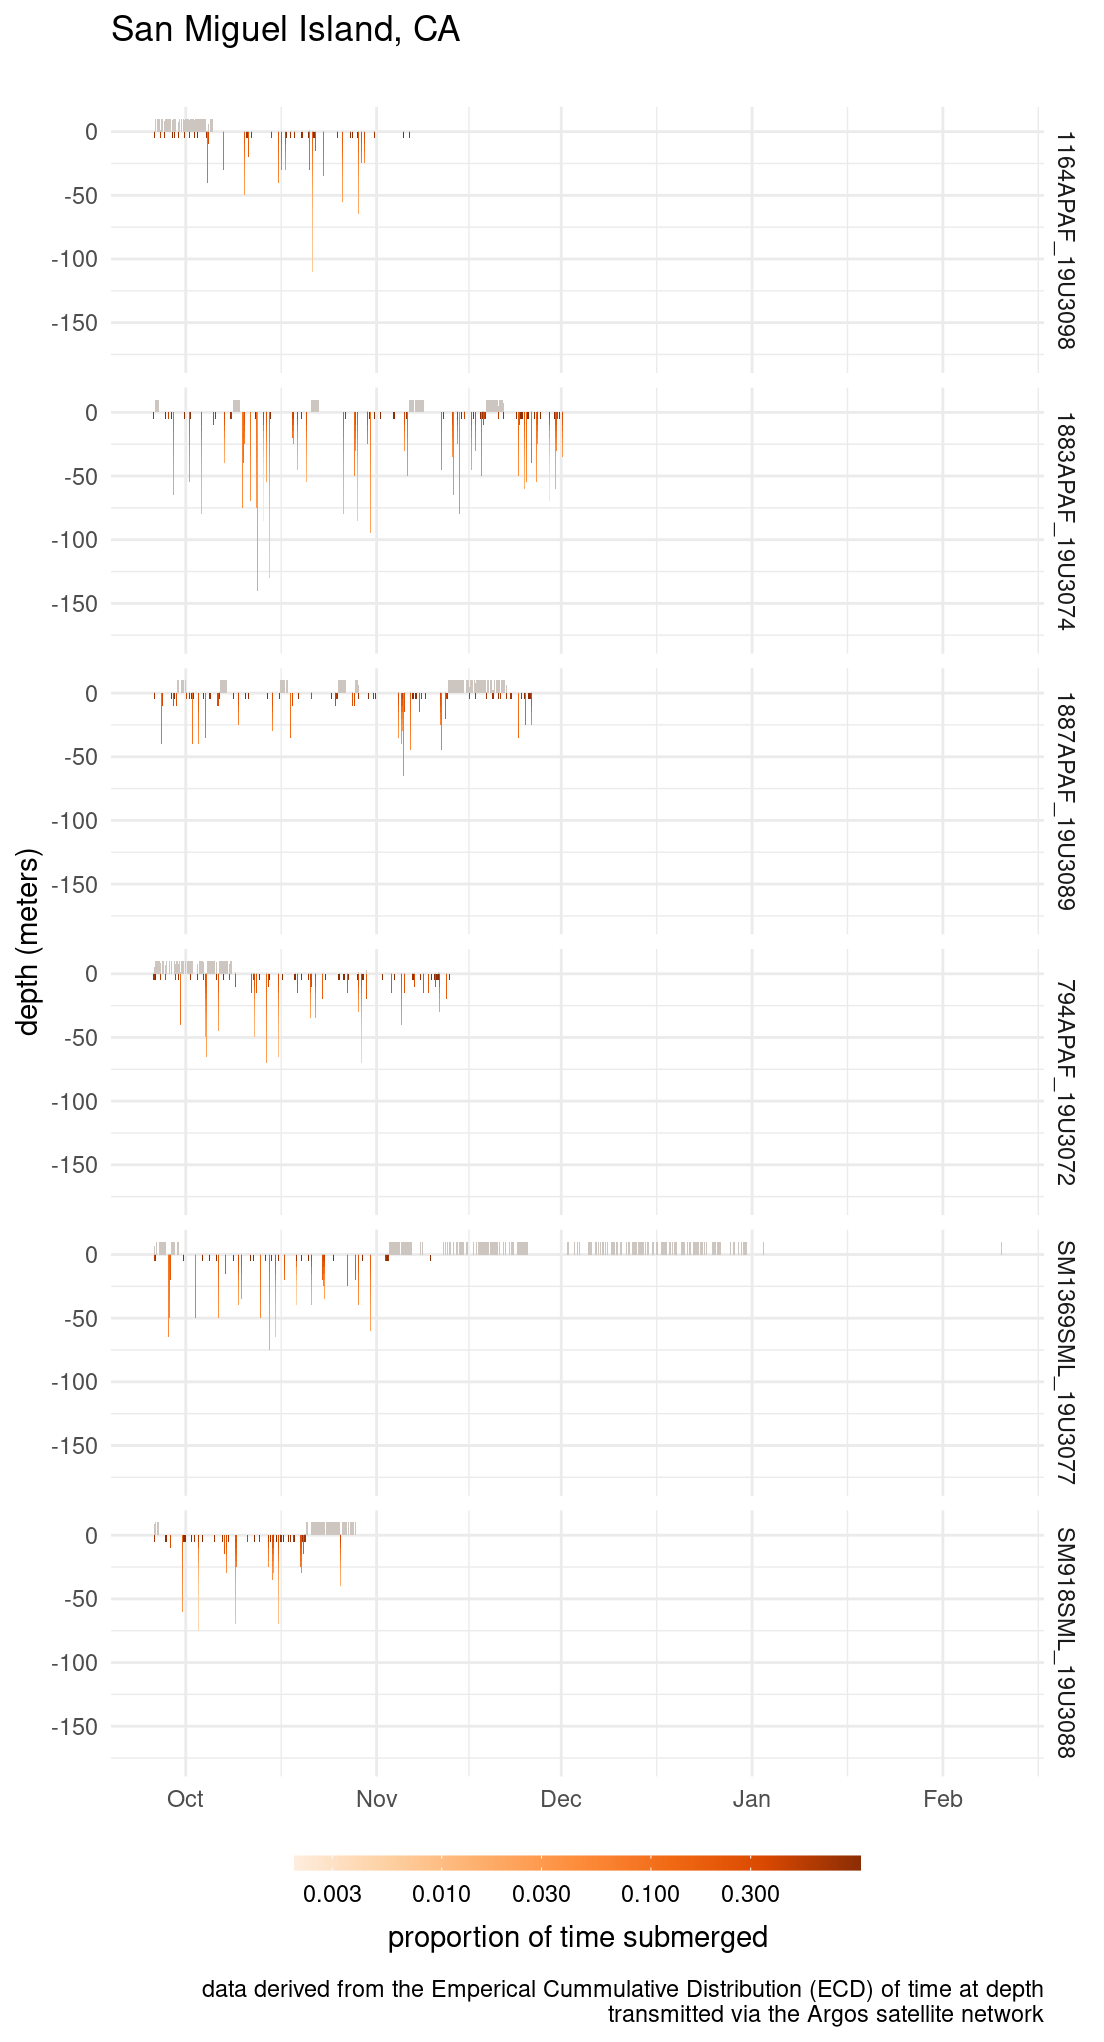 San Miguel Island, CA
0
-50
-100
-150
1164APAF_19U3098
0
-50
-100
-150
1883APAF_19U3074
0
-50
-100
-150
1887APAF_19U3089
depth (meters)
0
-50
-100
-150
794APAF_19U3072
0
-50
-100
-150
SM1369SML_19U3077
0
-50
-100
-150
SM918SML_19U3088
Oct Nov Dec Jan Feb
0.003 0.010 0.030 0.100 0.300
proportion of time submerged
data derived from the Emperical Cummulative Distribution (ECD) of time at depth
transmitted via the Argos satellite network